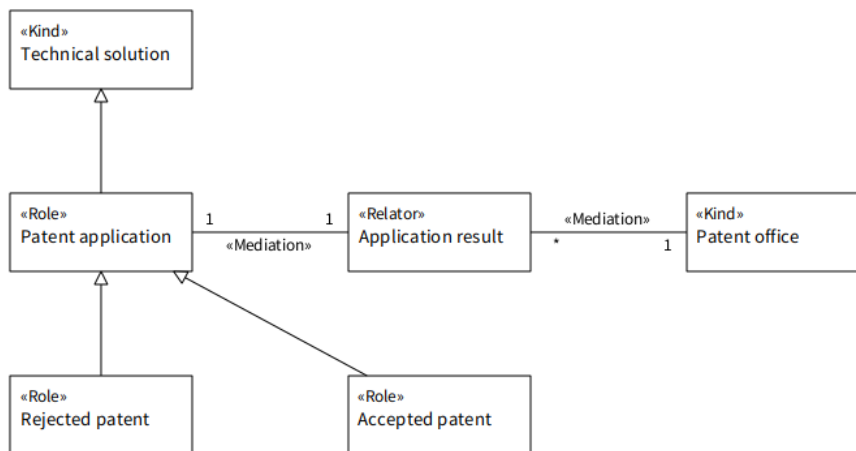 «Kind»
Technical solution
«Role»
Patent application
1
«Mediation»
1
«Relator»
Application result
«Mediation»
*
1
«Kind»
Patent office
«Role»
Rejected patent
«Role»
Accepted patent